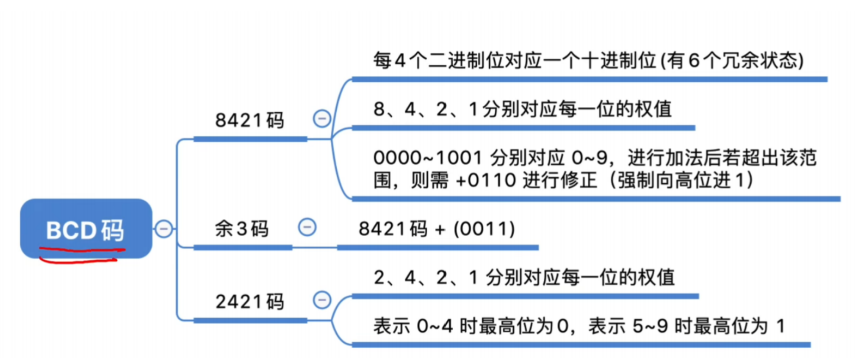 每4个二进制位对应一个十进制位(有6个冗余状态)
8421码
8、4、2、1分别对应每一位的权值
0000~1001 分别对应 0~9，进行加法后若超出该范
围，则需 +0110 进行修正（强制向高位进1）
BCD码
余3码
8421码 + (0011)
2421码
2、4、2、1 分别对应每一位的权值
表示 0~4 时最高位为0，表示 5~9 时最高位为 1